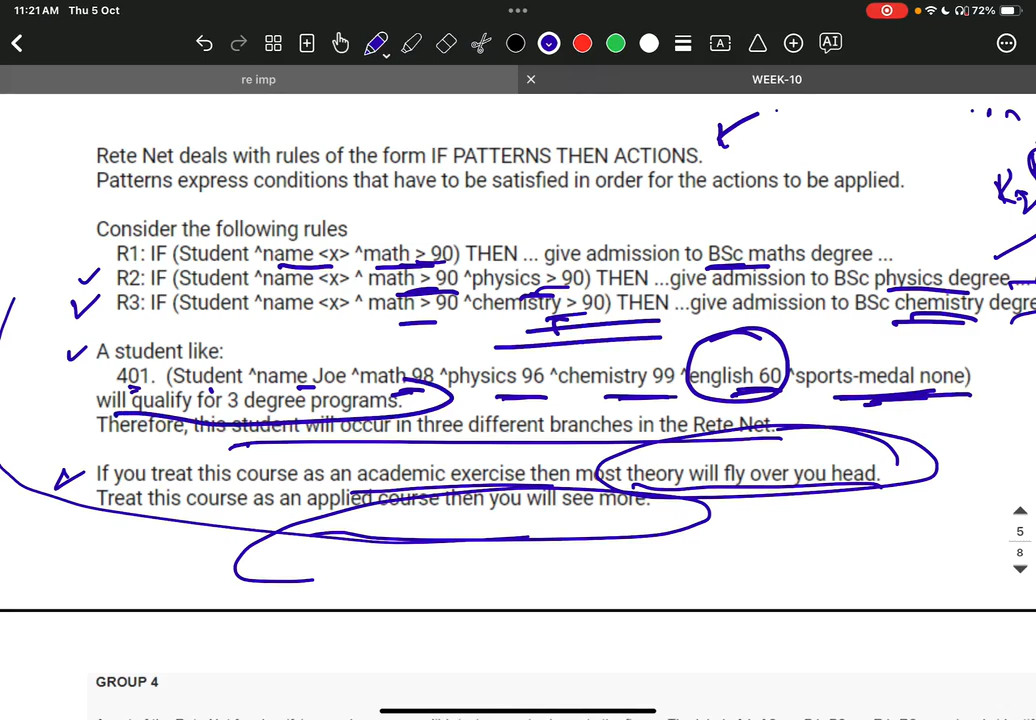 11:21 AM Thu 5 Oct
72%
A
AI
re imp
WEEK-10
Rete Net deals with rules of the form IF PATTERNS THEN ACTIONS.
Patterns express conditions that have to be satisfied in order for the actions to be applied.
Consider the following rules
R1: IF (Student ^name <x> ^math > 90) THEN ... give admission to BSc maths degree ...
R2: IF (Student ^name <x> ^ math > 90 ^physics > 90) THEN ...give admission to BSc physics degree
R3: IF (Student ^name <x> ^ math > 90 ^chemistry > 90) THEN ...give admission to BSc chemistry degre
A student like:
401. (Student ^name Joe ^math 98 ^physics 96 ^chemistry 99 ^english 60 ^sports-medal none)
will qualify for 3 degree programs.
Therefore, this student will occur in three different branches in the Rete Net.
If you treat this course as an academic exercise then most theory will fly over you head.
Treat this course as an applied course then you will see more.
5
8
GROUP 4